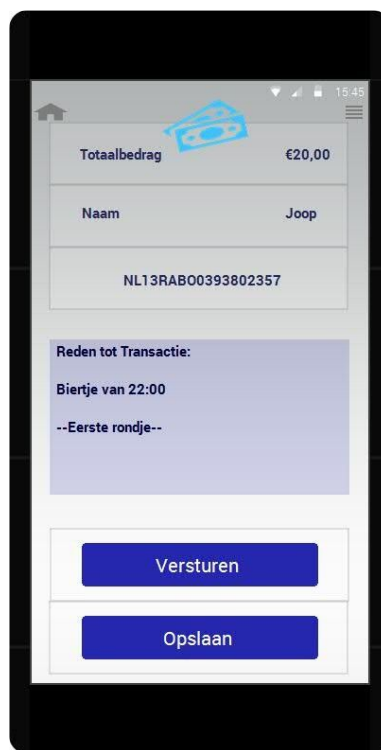 15:45
Totaalbedrag €20,00
Naam Joop
NL13RABO0393802357
Reden tot Transactie:
Biertje van 22:00
--Eerste rondje--
Versturen
Opslaan